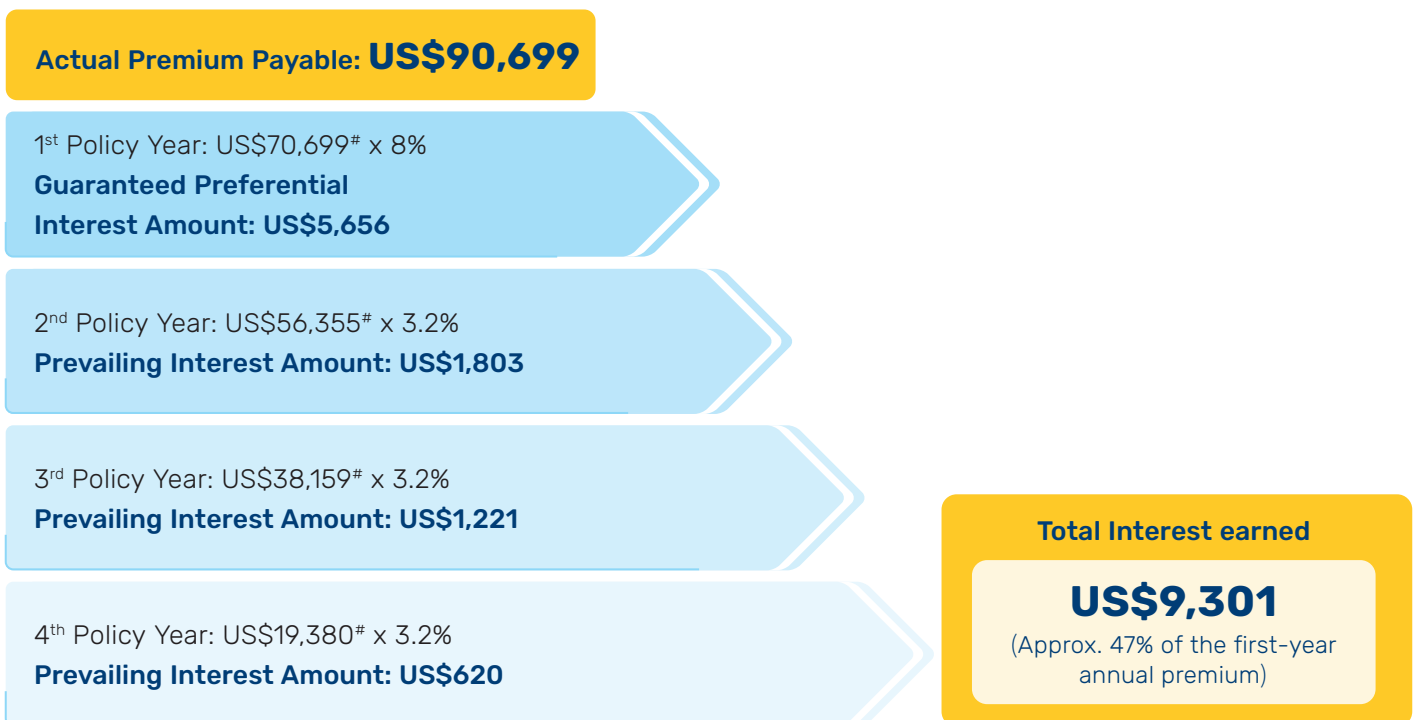 Actual Premium Payable: US$90,699
1st Policy Year: US$70,699# x 8%
Guaranteed Preferential
Interest Amount: US$5,656
2nd Policy Year: US$56,355# x 3.2%
Prevailing Interest Amount: US$1,803
3rd Policy Year: US$38,159# x 3.2%
Prevailing Interest Amount: US$1,221
4th Policy Year: US$19,380# x 3.2%
Prevailing Interest Amount: US$620
Total Interest earned
US$9,301
(Approx. 47% of the first-year
annual premium)